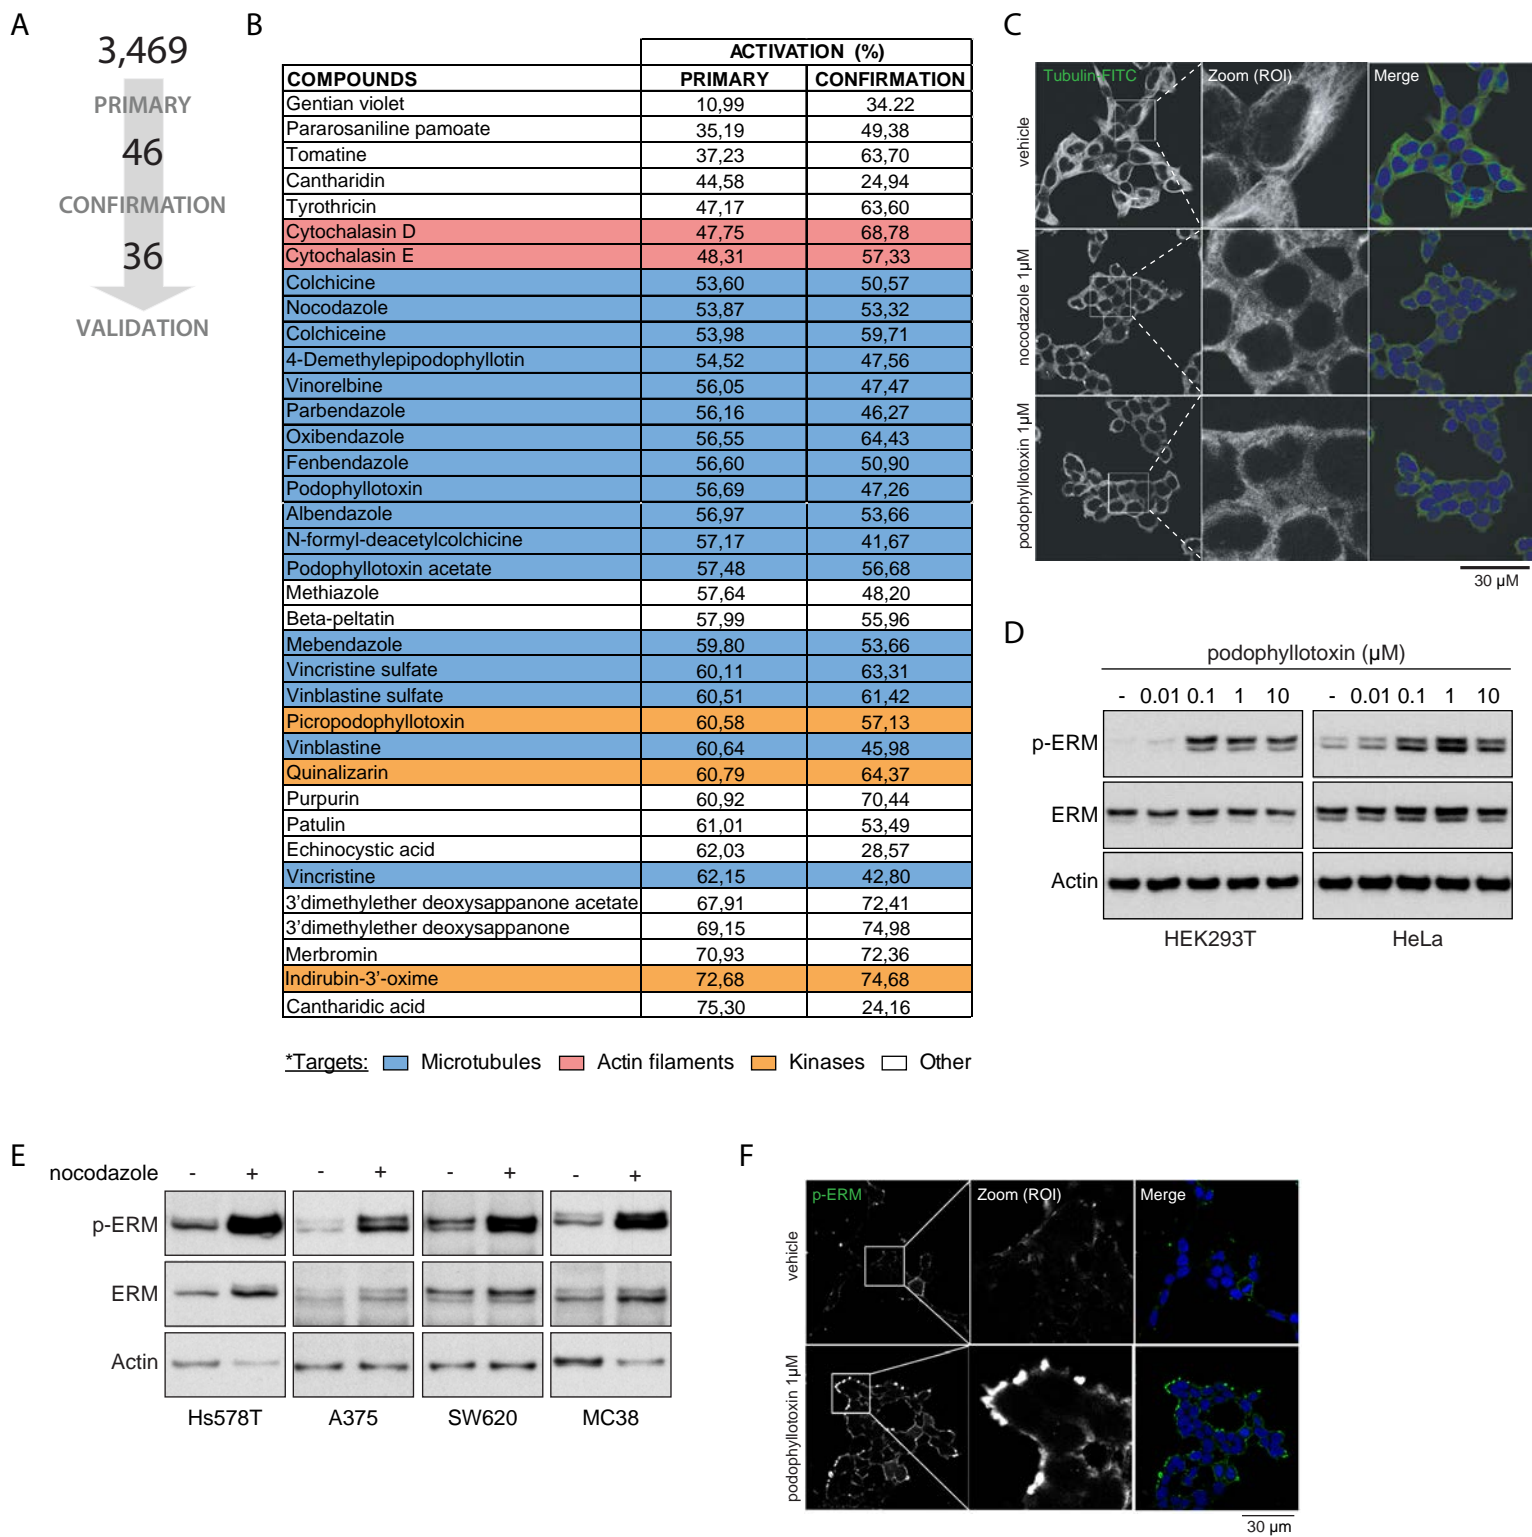 A
3,469
PRIMARY
46
CONFIRMATION
36
VALIDATION
B
ACTIVATION (%)
COMPOUNDS PRIMARY CONFIRMATION
Gentian violet 10,99 34.22
Pararosaniline pamoate 35,19 49,38
Tomatine 37,23 63,70
Cantharidin 44,58 24,94
Tyrothricin 47,17 63,60
Cytochalasin D 47,75 68,78
Cytochalasin E 48,31 57,33
Colchicine 53,60 50,57
Nocodazole 53,87 53,32
Colchiceine 53,98 59,71
4-Demethylepipodophyllotin 54,52 47,56
Vinorelbine 56,05 47,47
Parbendazole 56,16 46,27
Oxibendazole 56,55 64,43
Fenbendazole 56,60 50,90
Podophyllotoxin 56,69 47,26
Albendazole 56,97 53,66
N-formyl-deacetylcolchicine 57,17 41,67
Podophyllotoxin acetate 57,48 56,68
Methiazole 57,64 48,20
Beta-peltatin 57,99 55,96
Mebendazole 59,80 53,66
Vincristine sulfate 60,11 63,31
Vinblastine sulfate 60,51 61,42
Picropodophyllotoxin 60,58 57,13
Vinblastine 60,64 45,98
Quinalizarin 60,79 64,37
Purpurin 60,92 70,44
Patulin 61,01 53,49
Echinocystic acid 62,03 28,57
Vincristine 62,15 42,80
3'dimethylether deoxysappanone acetate 67,91 72,41
3'dimethylether deoxysappanone 69,15 74,98
Merbromin 70,93 72,36
Indirubin-3'-oxime 72,68 74,68
Cantharidic acid 75,30 24,16
*Targets: Microtubules Actin filaments Kinases Other
C
Tubulin-FITC Zoom (ROI) Merge
vehicle
nocodazole 1µM
podophyllotoxin 1µM
30 µM
D
podophyllotoxin (µM)
- 0.01 0.1 1 10 - 0.01 0.1 1 10
p-ERM
ERM
Actin
HEK293T HeLa
E
nocodazole - + - + - + - +
p-ERM
ERM
Actin
Hs578T A375 SW620 MC38
F
p-ERM Zoom (ROI) Merge
vehicle
podophyllotoxin 1µM
30 µm